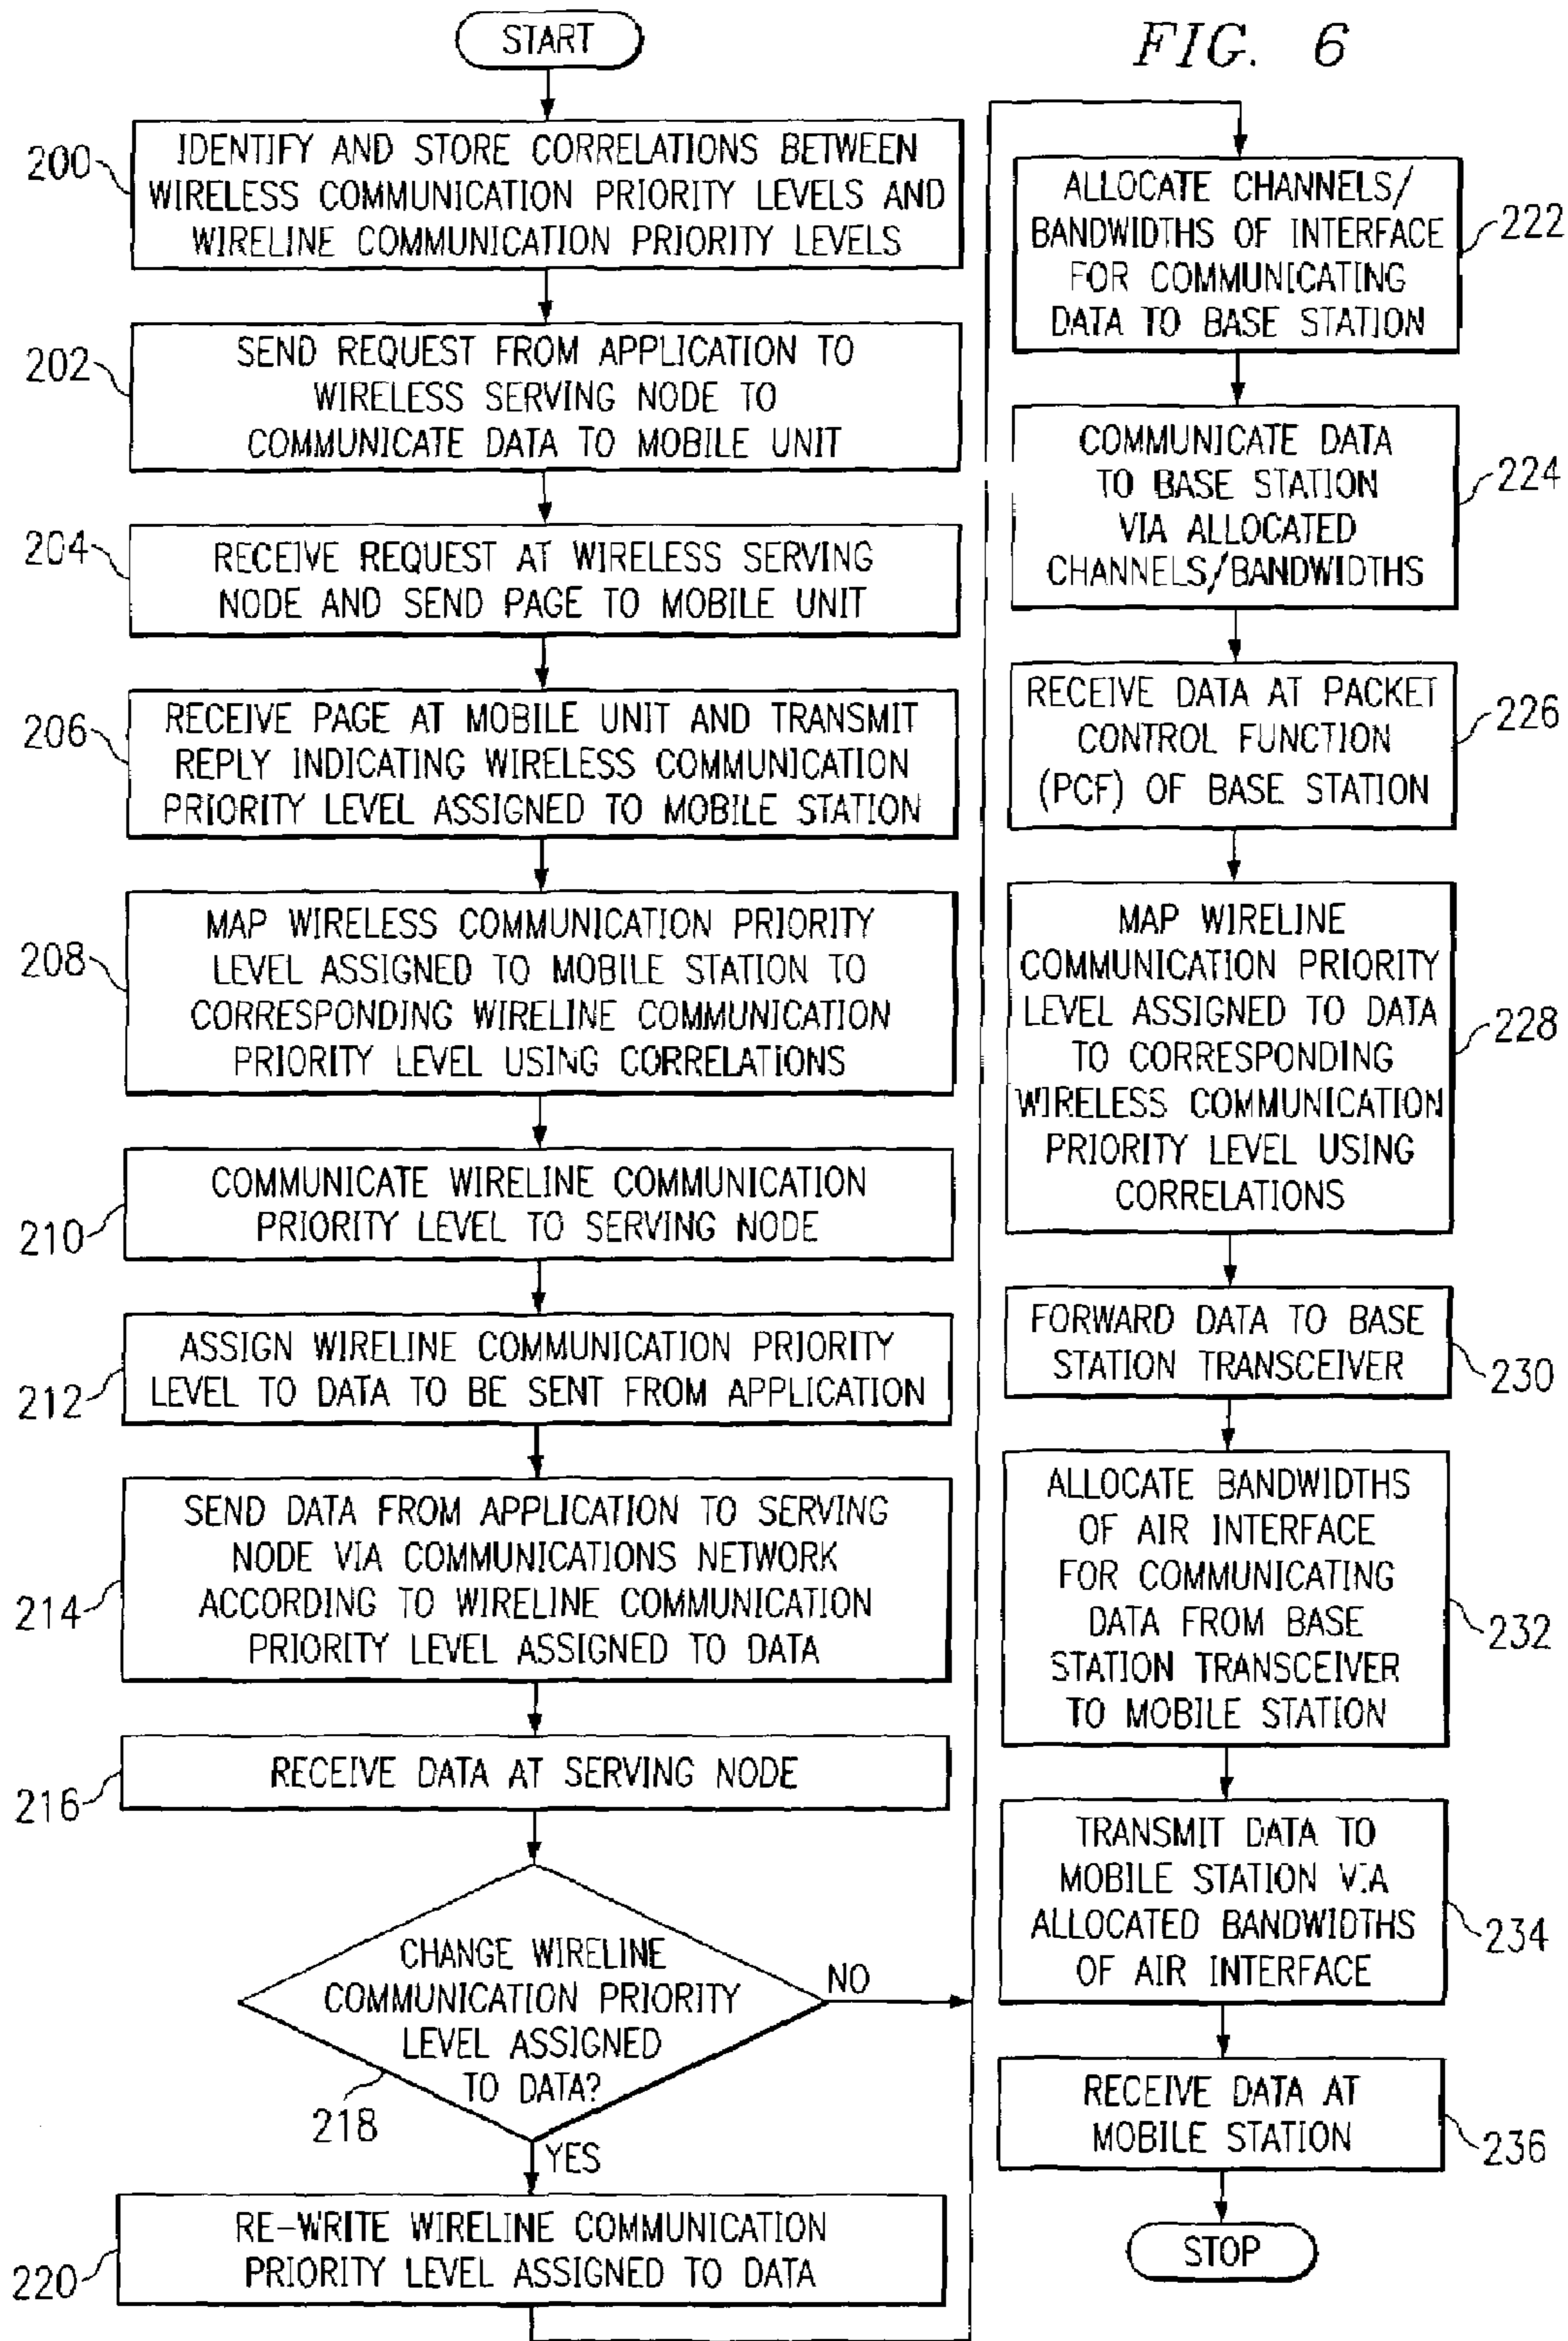 FIG. 6
START
200
IDENTIFY AND STORE CORRELATIONS BETWEEN
WIRELESS COMMUNICATION PRIORITY LEVELS AND
WIRELINE COMMUNICATION PRIORITY LEVELS
202
SEND REQUEST FROM APPLICATION TO
WIRELESS SERVING NODE TO
COMMUNICATE DATA TO MOBILE UNIT
204
RECEIVE REQUEST AT WIRELESS SERVING
NODE AND SEND PAGE TO MOBILE UNIT
206
RECEIVE PAGE AT MOBILE UNIT AND TRANSMIT
REPLY INDICATING WIRELESS COMMUNICATION
PRIORITY LEVEL ASSIGNED TO MOBILE STATION
208
MAP WIRELESS COMMUNICATION PRIORITY
LEVEL ASSIGNED TO MOBILE STATION TO
CORRESPONDING WIRELINE COMMUNICATION
PRIORITY LEVEL USING CORRELATIONS
210
COMMUNICATE WIRELINE COMMUNICATION
PRIORITY LEVEL TO SERVING NODE
212
ASSIGN WIRELINE COMMUNICATION PRIORITY
LEVEL TO DATA TO BE SENT FROM APPLICATION
214
SEND DATA FROM APPLICATION TO SERVING
NODE VIA COMMUNICATIONS NETWORK
ACCORDING TO WIRELINE COMMUNICATION
PRIORITY LEVEL ASSIGNED TO DATA
216
RECEIVE DATA AT SERVING NODE
CHANGE WIRELINE
COMMUNICATION PRIORITY
LEVEL ASSIGNED
TO DATA?
218
NO
YES
220
RE-WRITE WIRELINE COMMUNICATION
PRIORITY LEVEL ASSIGNED TO DATA
ALLOCATE CHANNELS/
BANDWIDTHS OF INTERFACE
FOR COMMUNICATING
DATA TO BASE STATION
222
COMMUNICATE DATA
TO BASE STATION
VIA ALLOCATED
CHANNELS/BANDWIDTHS
224
RECEIVE DATA AT PACKET
CONTROL FUNCTION
(PCF) OF BASE STATION
226
MAP WIRELINE
COMMUNICATION PRIORITY
LEVEL ASSIGNED TO DATA
TO CORRESPONDING
WIRELESS COMMUNICATION
PRIORITY LEVEL USING
CORRELATIONS
228
FORWARD DATA TO BASE
STATION TRANSCEIVER
230
ALLOCATE BANDWIDTHS
OF AIR INTERFACE
FOR COMMUNICATING
DATA FROM BASE
STATION TRANSCEIVER
TO MOBILE STATION
232
TRANSMIT DATA TO
MOBILE STATION VIA
ALLOCATED BANDWIDTHS
OF AIR INTERFACE
234
RECEIVE DATA AT
MOBILE STATION
236
STOP